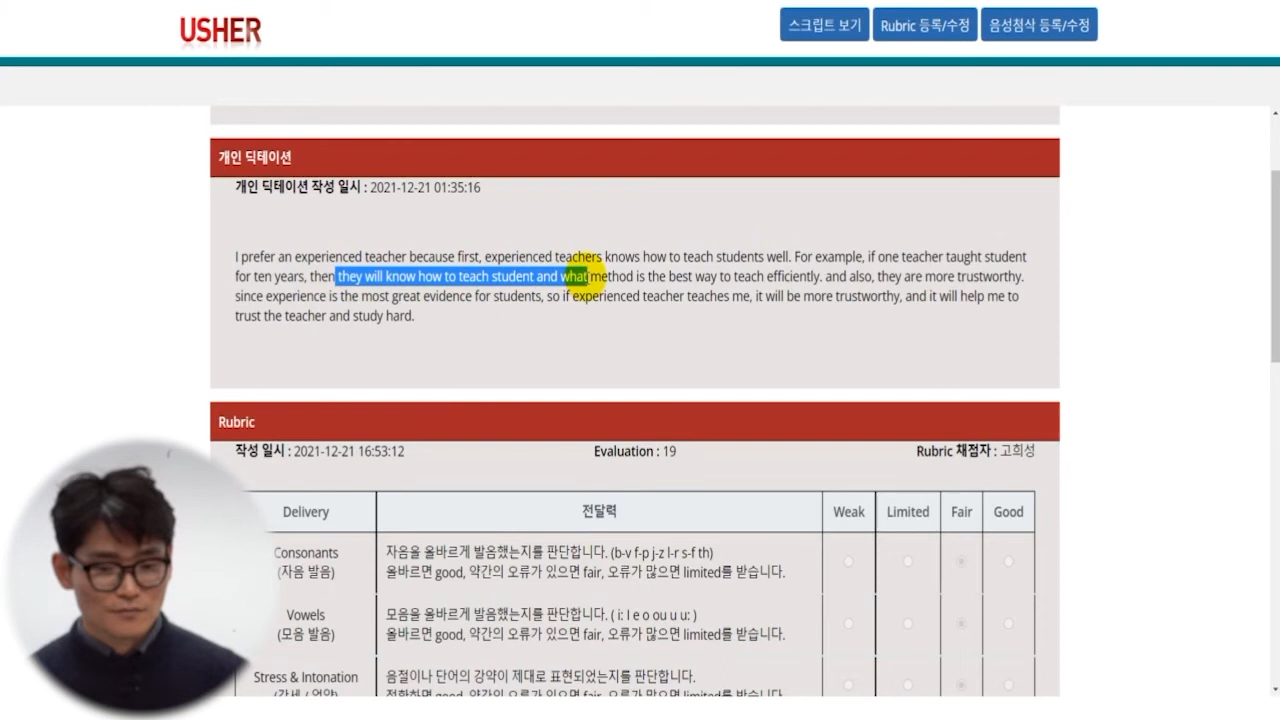 USHER
스크립트 보기
Rubric 등록/수정
음성첨삭 등록/수정
개인 딕테이션
개인 딕테이션 작성 일시 : 2021-12-21 01:35:16
I prefer an experienced teacher because first, experienced teachers knows how to teach students well. For example, if one teacher taught student
for ten years, then they will know how to teach student and what method is the best way to teach efficiently. and also, they are more trustworthy.
since experience is the most great evidence for students, so if experienced teacher teaches me, it will be more trustworthy, and it will help me to
trust the teacher and study hard.
Rubric
작성 일시 : 2021-12-21 16:53:12
Evaluation : 19
Rubric 채점자 : 고희성
Delivery
전달력
Weak
Limited
Fair
Good
Consonants
(자음 발음)
자음을 올바르게 발음했는지를 판단합니다. (b-v f-p j-z l-r s-f th)
올바르면 good, 약간의 오류가 있으면 fair, 오류가 많으면 limited를 받습니다.
Vowels
(모음 발음)
모음을 올바르게 발음했는지를 판단합니다. ( i: I e o ou u u: )
올바르면 good, 약간의 오류가 있으면 fair, 오류가 많으면 limited를 받습니다.
Stress & Intonation
음절이나 단어의 강약이 제대로 표현되었는지를 판단합니다.